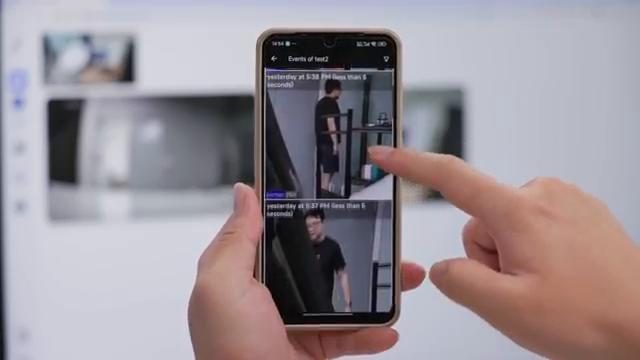 14:54
Events of test2
yesterday at 5:38 PM (less than 5
seconds)
yesterday at 5:37 PM (less than 5
seconds)